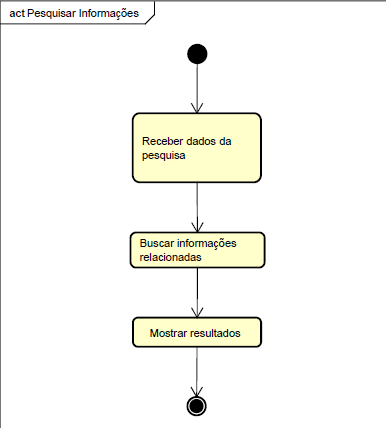 act Pesquisar Informações
Receber dados da
pesquisa
Buscar informações
relacionadas
Mostrar resultados